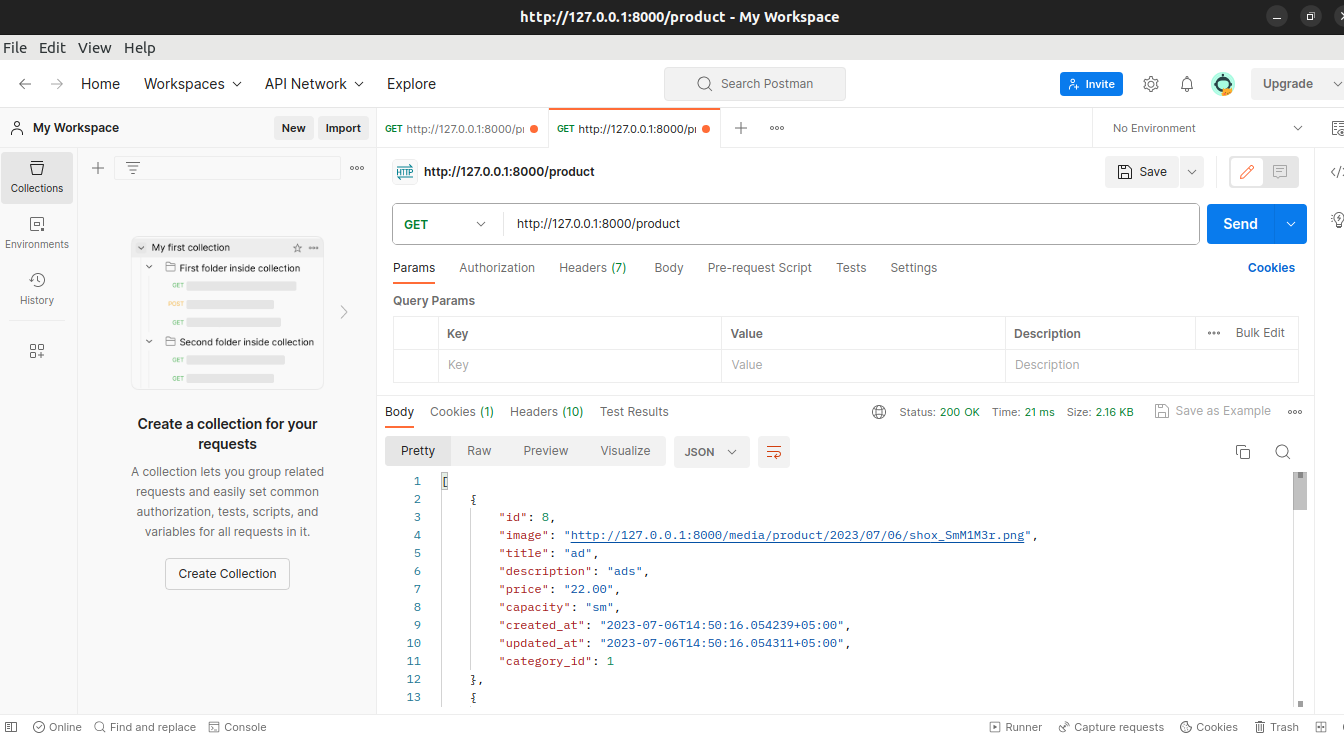 http://127.0.0.1:8000/product - My Workspace
File Edit View Help
Home Workspaces API Network Explore Search Postman Invite Upgrade
My Workspace New Import GET http://127.0.0.1:8000/pr GET http://127.0.0.1:8000/pr No Environment
Collections
Environments
History
My first collection
First folder inside collection
GET
POST
GET
Second folder inside collection
GET
GET
Create a collection for your
requests
A collection lets you group related
requests and easily set common
authorization, tests, scripts, and
variables for all requests in it.
Create Collection
HTTP http://127.0.0.1:8000/product Save
GET http://127.0.0.1:8000/product Send
Params Authorization Headers (7) Body Pre-request Script Tests Settings Cookies
Query Params
Key Value Description Bulk Edit
Key Value Description
Body Cookies (1) Headers (10) Test Results Status: 200 OK Time: 21 ms Size: 2.16 KB Save as Example
Pretty Raw Preview Visualize JSON
1 [
2 {
3 "id": 8,
4 "image": "http://127.0.0.1:8000/media/product/2023/07/06/shox_SmM1M3r.png",
5 "title": "ad",
6 "description": "ads",
7 "price": "22.00",
8 "capacity": "sm",
9 "created_at": "2023-07-06T14:50:16.054239+05:00",
10 "updated_at": "2023-07-06T14:50:16.054311+05:00",
11 "category_id": 1
12 },
13 {
Online Find and replace Console Runner Capture requests Cookies Trash